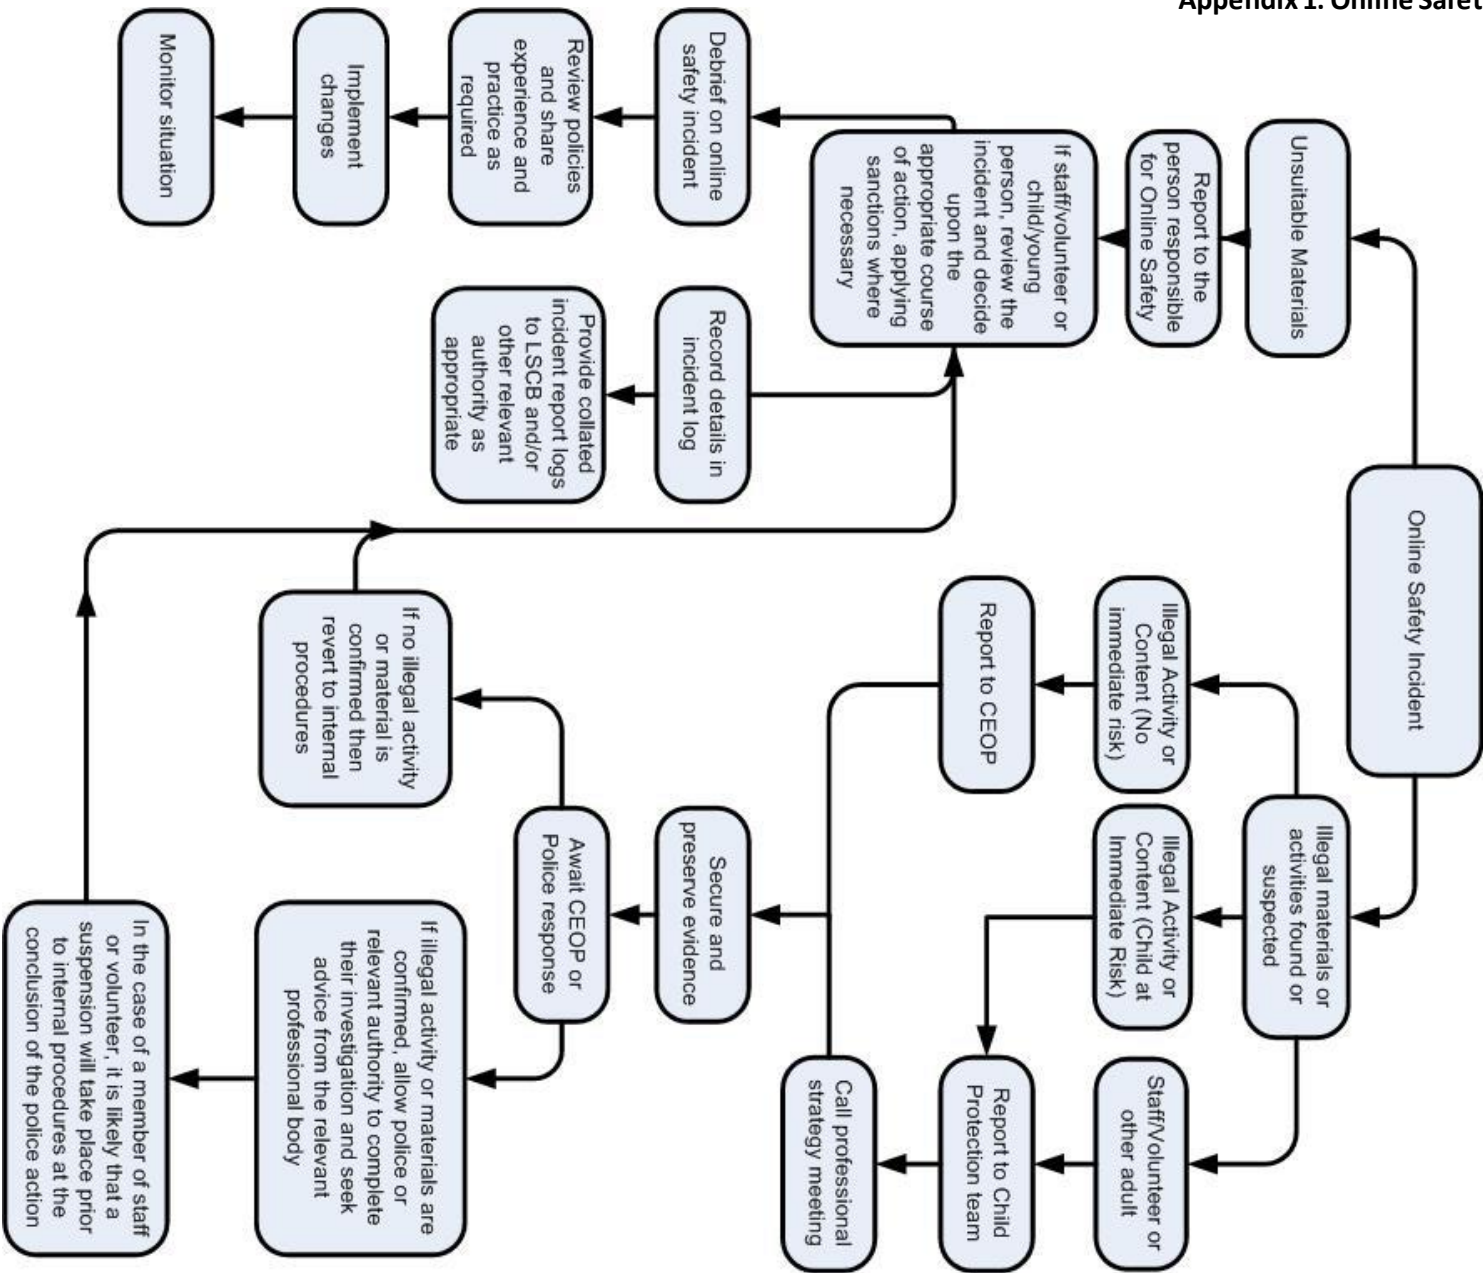 Appendix 1: Online Safet
Online Safety Incident
Unsuitable Materials
Report to the
person responsible
for Online Safety
If staff/volunteer or
child/young
person, review the
incident and decide
upon the
appropriate course
of action, applying
sanctions where
necessary
Debrief on online
safety incident
Review policies
and share
experience and
practice as
required
Implement
changes
Monitor situation
Record details in
incident log
Provide collated
incident report logs
to LSCB and/or
other relevant
authority as
appropriate
Illegal materials or
activities found or
suspected
Illegal Activity or
Content (No
immediate risk)
Report to CEOP
Illegal Activity or
Content (Child at
Immediate Risk)
Staff/Volunteer or
other adult
Report to Child
Protection team
Call professional
strategy meeting
Secure and
preserve evidence
Await CEOP or
Police response
If no illegal activity
or material is
confirmed then
revert to internal
procedures
If illegal activity or materials are
confirmed, allow police or
relevant authority to complete
their investigation and seek
advice from the relevant
professional body
In the case of a member of staff
or volunteer, it is likely that a
suspension will take place prior
to internal procedures at the
conclusion of the police action